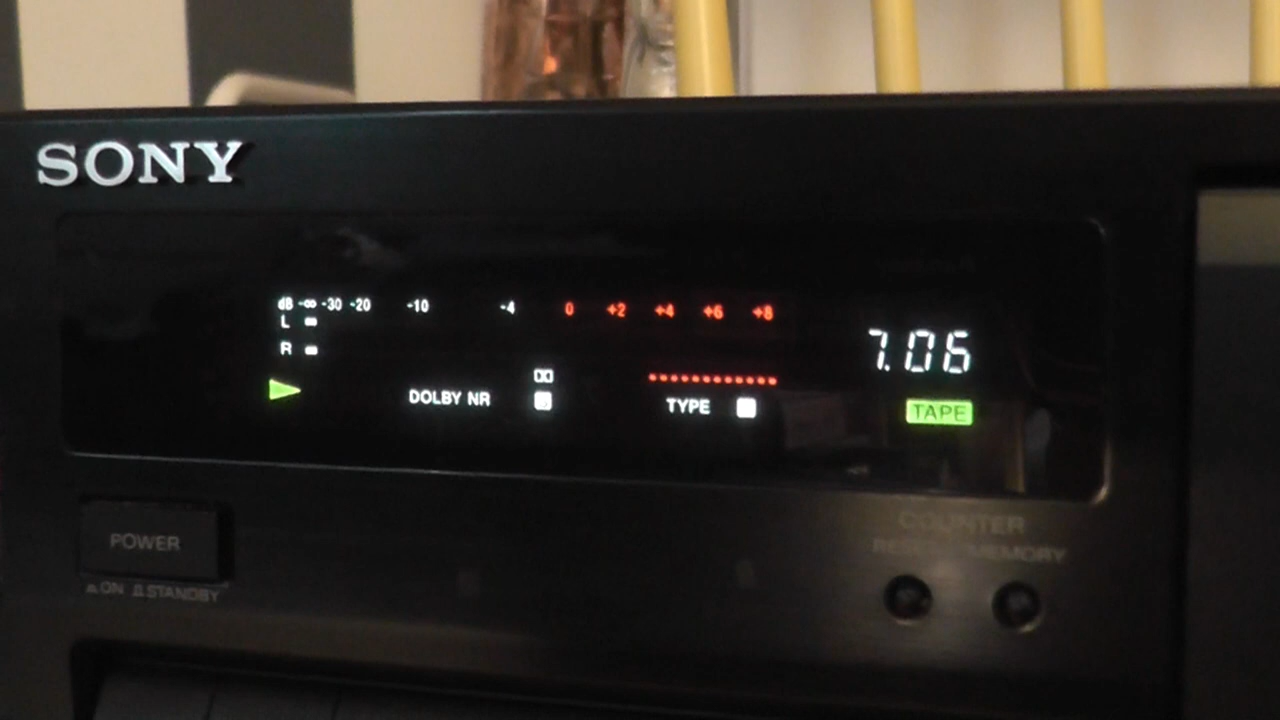 SONY
dB -∞ -30 -20 -10 -4 0 +2 +4 +6 +8
L
R
DOLBY NR
TYPE
7.06
TAPE
POWER
ON STANDBY
COUNTER
RESET MEMORY